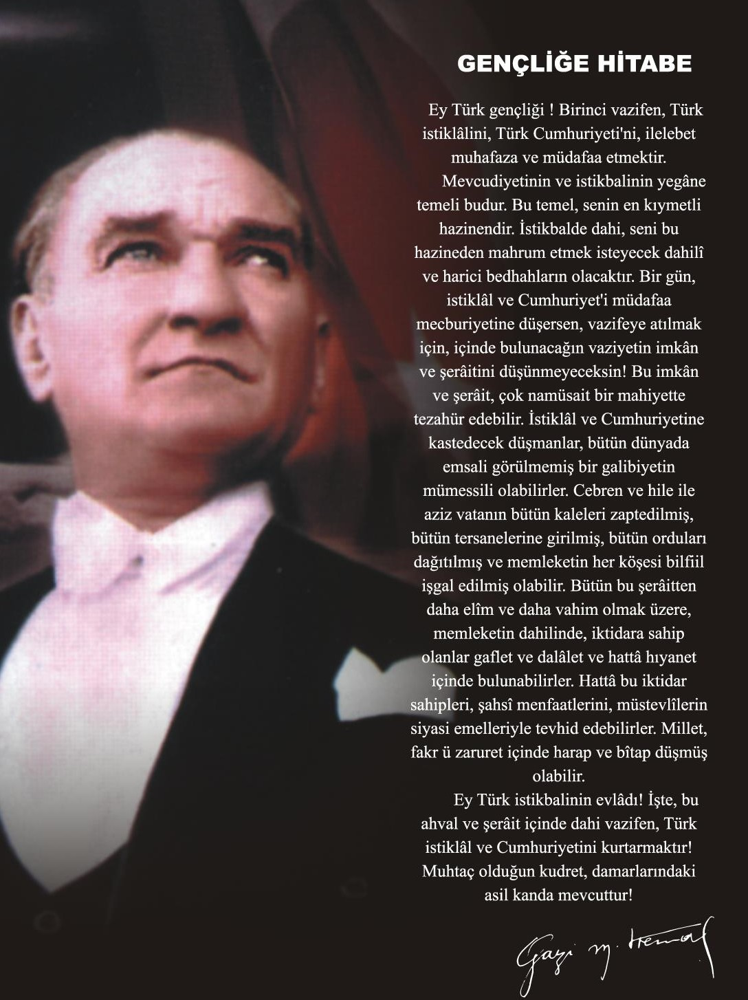 GENÇLİĞE HİTABE
Ey Türk gençliği ! Birinci vazifen, Türk
istiklâlini, Türk Cumhuriyeti'ni, ilelebet
muhafaza ve müdafaa etmektir.
Mevcudiyetinin ve istikbalinin yegâne
temeli budur. Bu temel, senin en kıymetli
hazinendir. İstikbalde dahi, seni bu
hazineden mahrum etmek isteyecek dahilî
ve harici bedhahların olacaktır. Bir gün,
istiklâl ve Cumhuriyet'i müdafaa
mecburiyetine düşersen, vazifeye atılmak
için, içinde bulunacağın vaziyetin imkân
ve şerâitini düşünmeyeceksin! Bu imkân
ve şerâit, çok namüsait bir mahiyette
tezahür edebilir. İstiklâl ve Cumhuriyetine
kastedecek düşmanlar, bütün dünyada
emsali görülmemiş bir galibiyetin
mümessili olabilirler. Cebren ve hile ile
aziz vatanın bütün kaleleri zaptedilmiş,
bütün tersanelerine girilmiş, bütün orduları
dağıtılmış ve memleketin her köşesi bilfiil
işgal edilmiş olabilir. Bütün bu şerâitten
daha elîm ve daha vahim olmak üzere,
memleketin dahilinde, iktidara sahip
olanlar gaflet ve dalâlet ve hattâ hıyanet
içinde bulunabilirler. Hattâ bu iktidar
sahipleri, şahsî menfaatlerini, müstevlîlerin
siyasi emelleriyle tevhid edebilirler. Millet,
fakr ü zaruret içinde harap ve bîtap düşmüş
olabilir.
Ey Türk istikbalinin evlâdı! İşte, bu
ahval ve şerâit içinde dahi vazifen, Türk
istiklâl ve Cumhuriyetini kurtarmaktır!
Muhtaç olduğun kudret, damarlarındaki
asil kanda mevcuttur!
Gazi M. Kemal